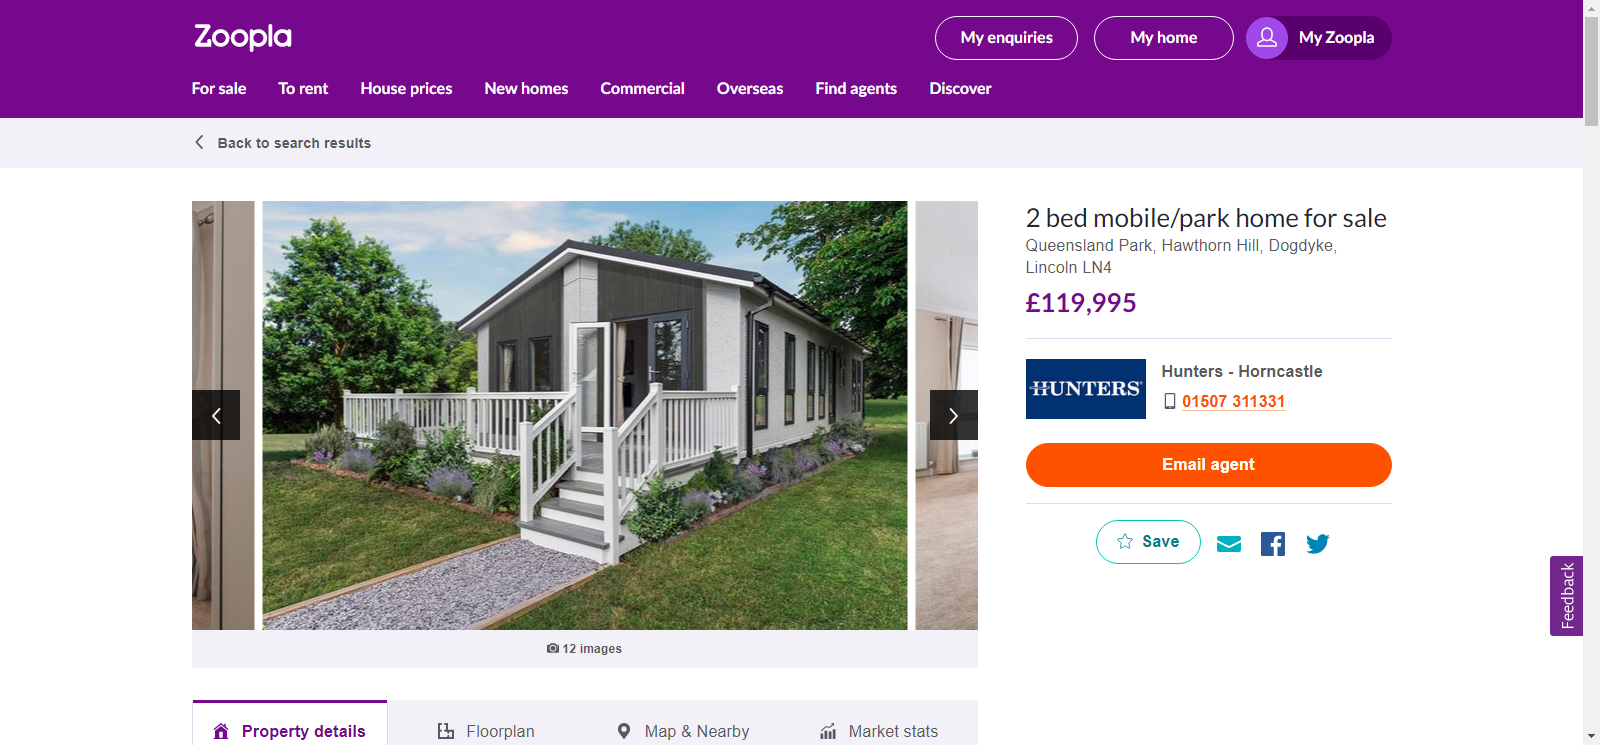 Zoopla
My enquiries
My home
My Zoopla
For sale
To rent
House prices
New homes
Commercial
Overseas
Find agents
Discover
Back to search results
2 bed mobile/park home for sale
Queensland Park, Hawthorn Hill, Dogdyke,
Lincoln LN4
£119,995
HUNTERS
Hunters - Horncastle
01507 311331
Email agent
Save
Feedback
12 images
Property details
Floorplan
Map & Nearby
Market stats